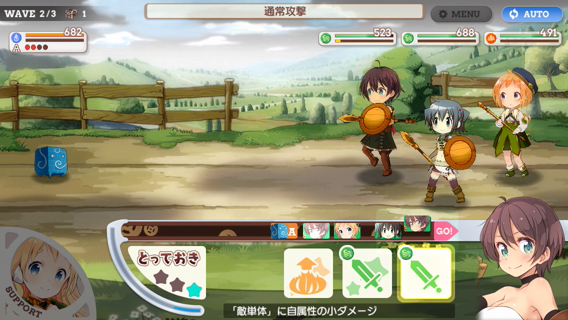 WAVE 2/3 1
通常攻撃
MENU
AUTO
682
A
523
688
491
A
GO!
とっておき
SUPPORT
「敵単体」に自属性の小ダメージ